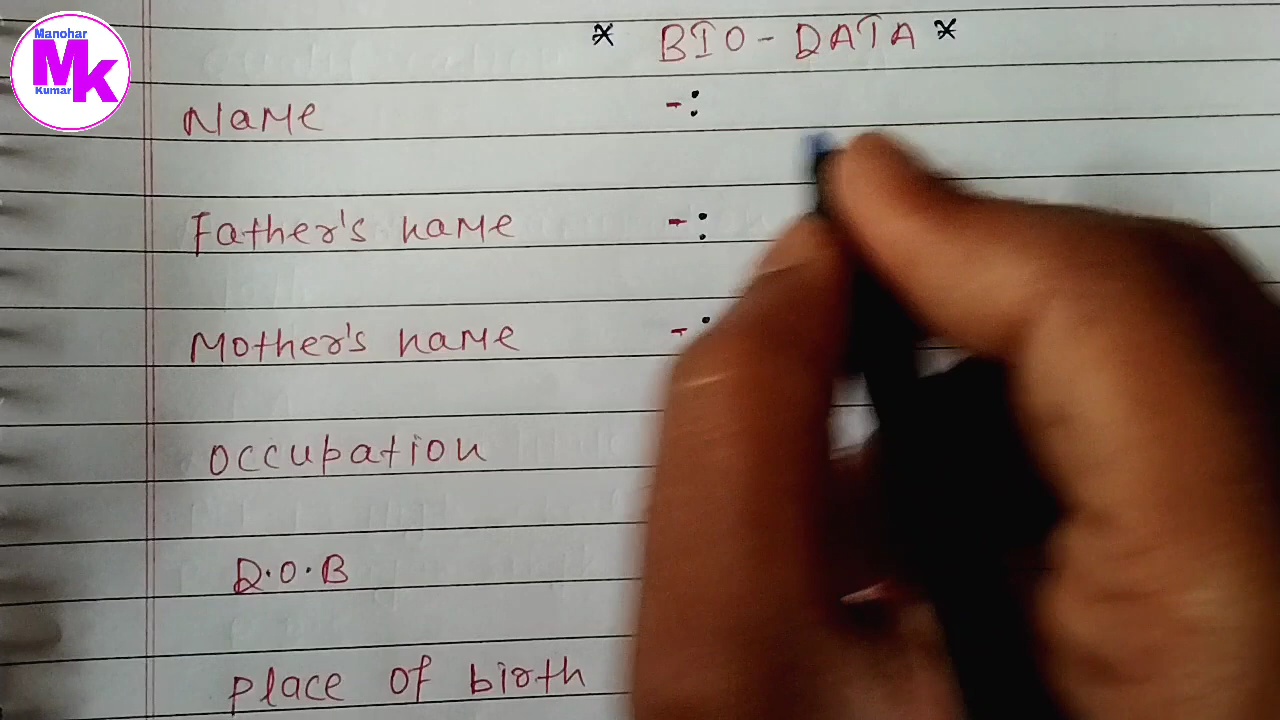 Manohar
MK
Kumar
* BIO-DATA *
Name -:
Father's name -:
Mother's name -:
Occupation
D.O.B
Place of birth